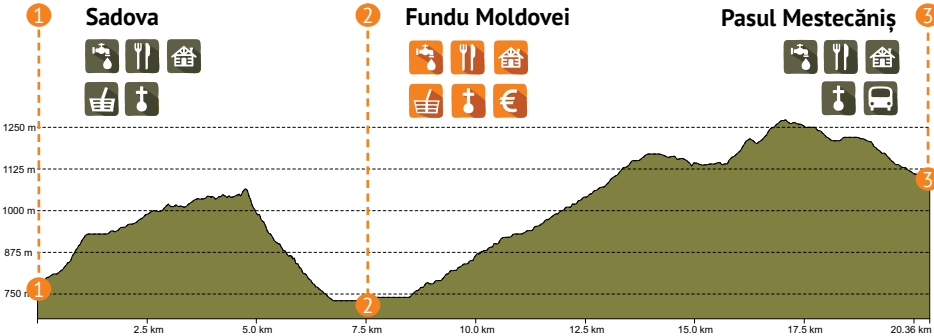 1 Sadova 2 Fundu Moldovei Pasul Mestecăniș 3
€
1250 m
1125 m
3
1000 m
875 m
750 m
1
2
2.5 km 5.0 km 7.5 km 10.0 km 12.5 km 15.0 km 17.5 km 20.36 km